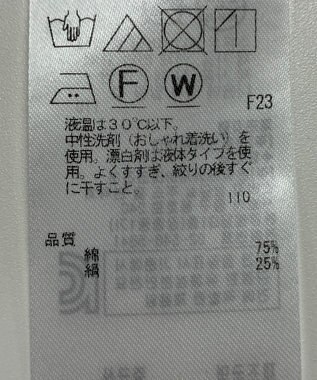 F W
F23
液温は30℃以下。
中性洗剤(おしゃれ着洗い)を
使用。漂白剤は液体タイプを使
用。よくすすぎ、絞りの後すぐ
に干すこと。
110
品質
綿 75%
絹 25%